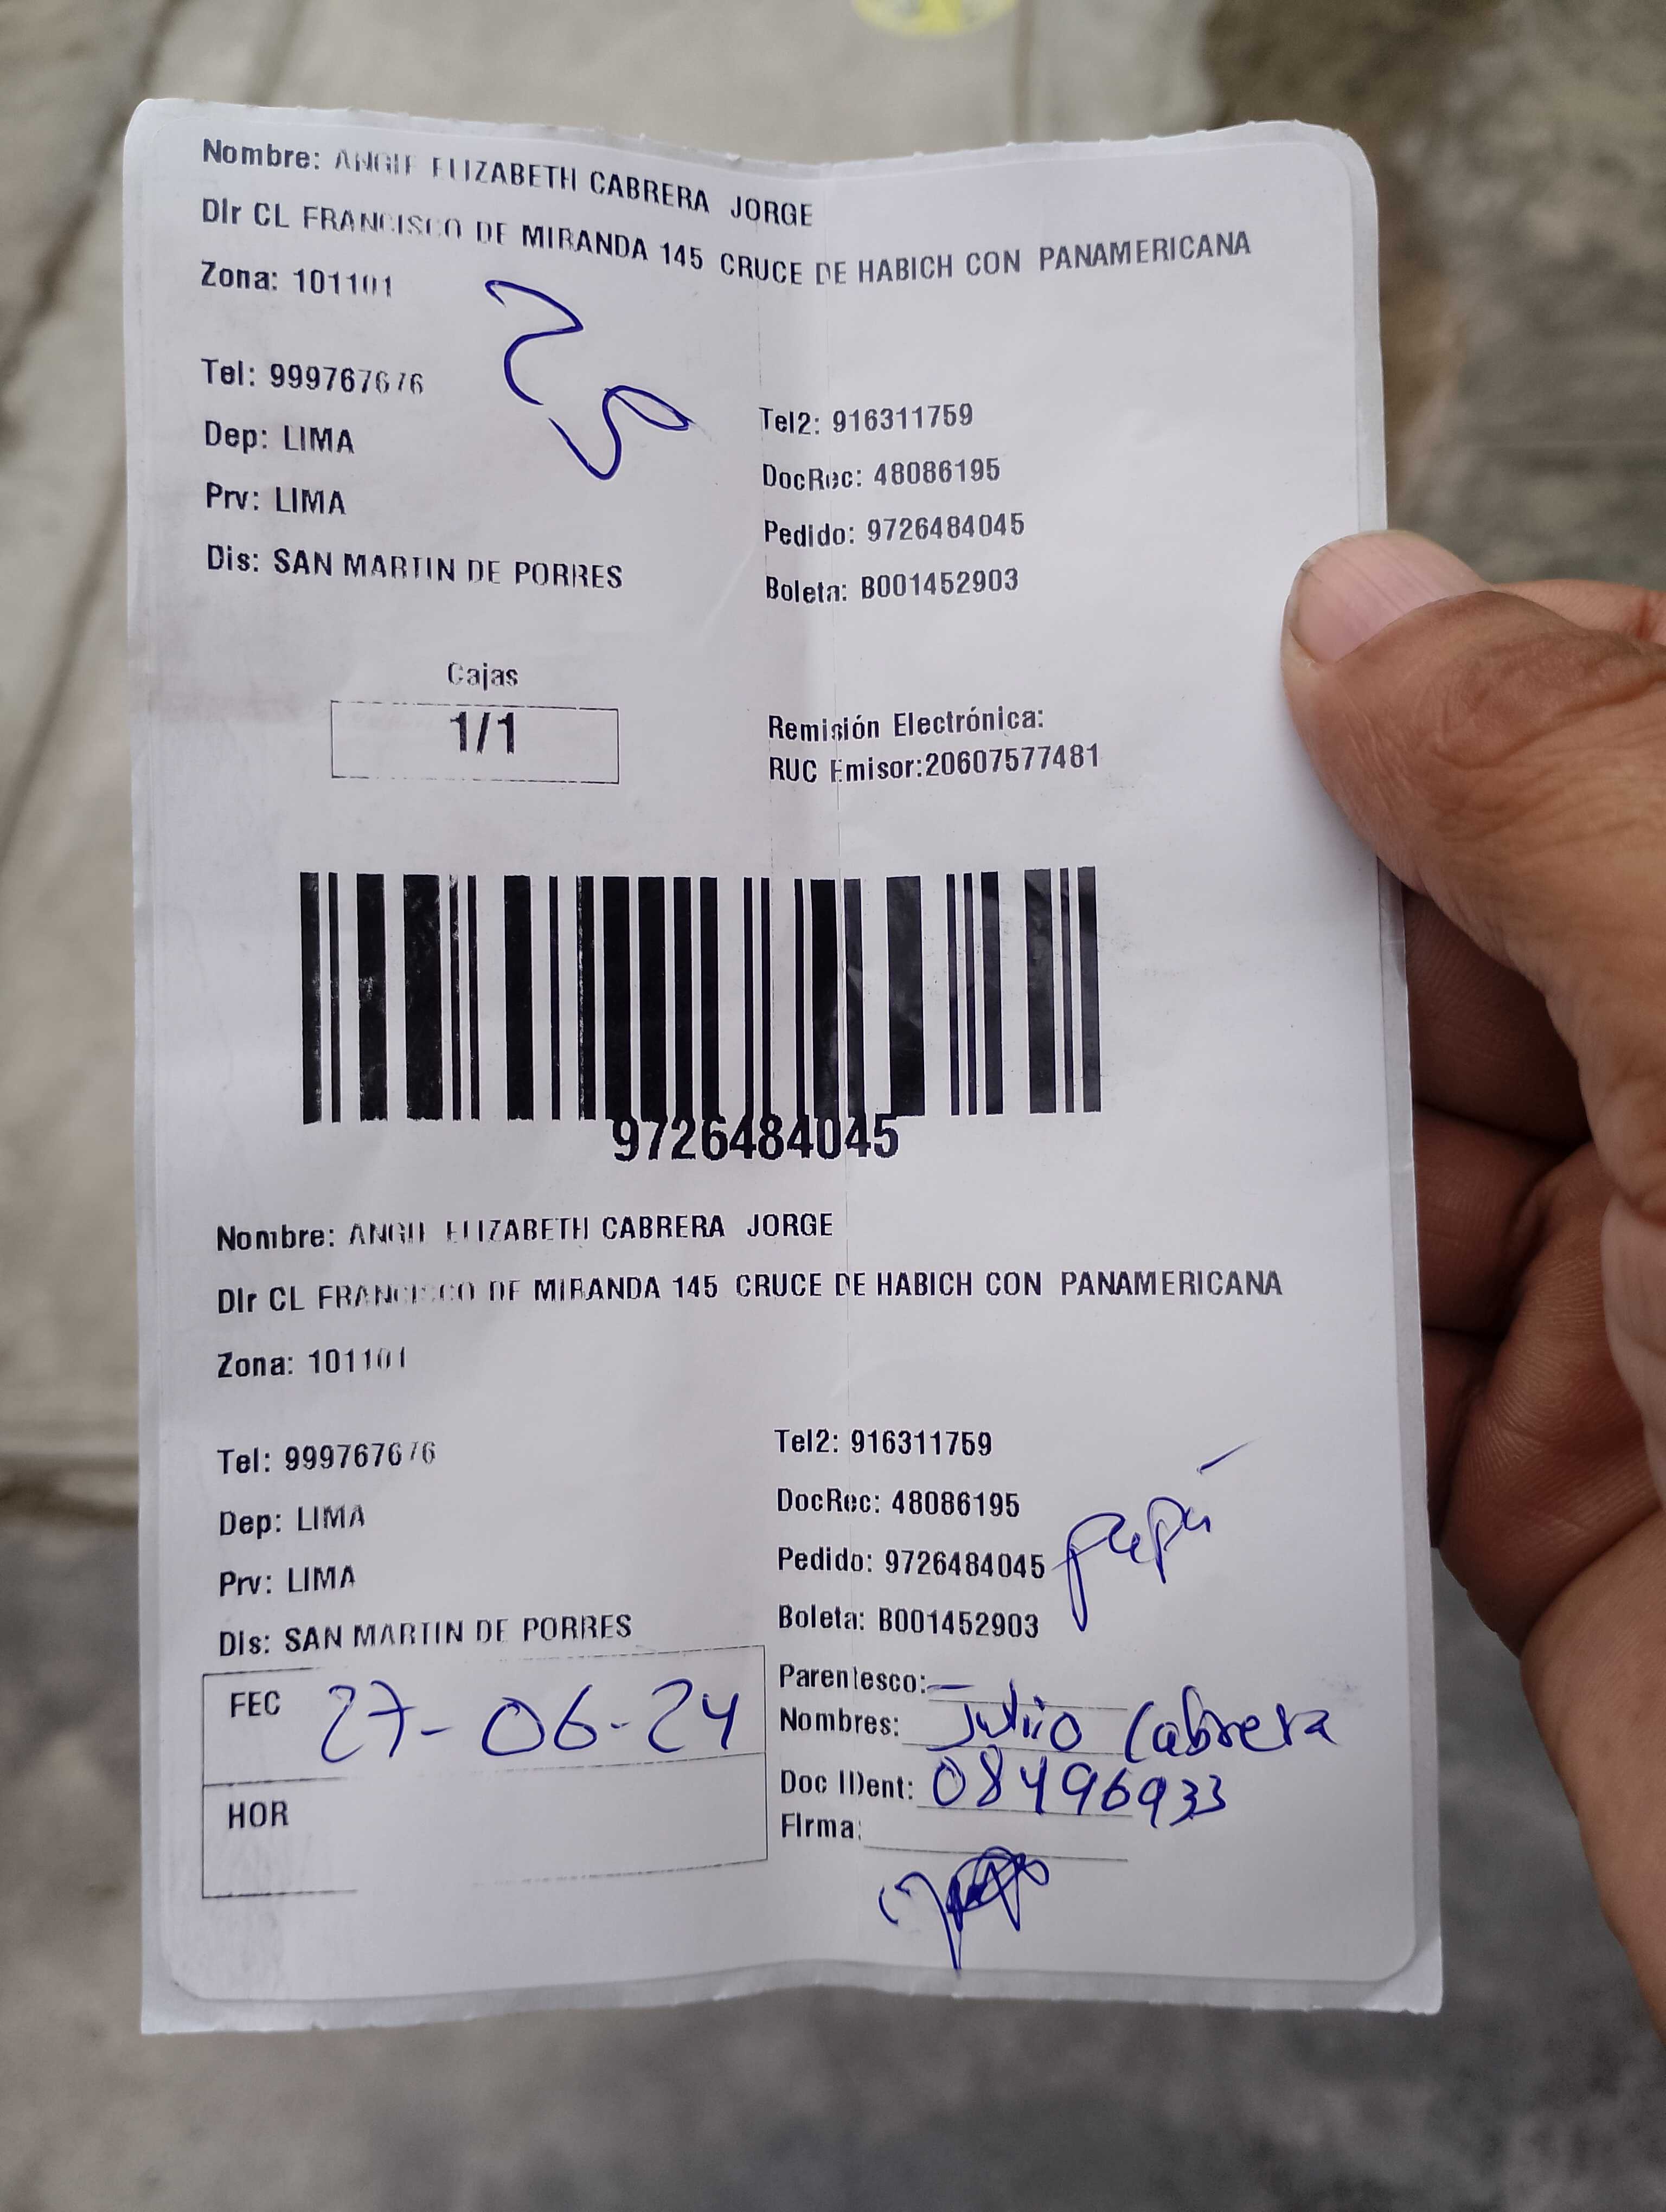 Nombre: ANGIE ELIZABETH CABRERA JORGE
Dir CL FRANCISCO DE MIRANDA 145 CRUCE DE HABICH CON PANAMERICANA
Zona: 101101
Tel: 999767676
Tel2: 916311759
Dep: LIMA
DocRec: 48086195
Prv: LIMA
Pedido: 9726484045
Dis: SAN MARTIN DE PORRES
Boleta: B001452903
Cajas
1/1
Remisión Electrónica:
RUC Emisor:20607577481
9726484045
Nombre: ANGIE ELIZABETH CABRERA JORGE
Dir CL FRANCISCO DE MIRANDA 145 CRUCE DE HABICH CON PANAMERICANA
Zona: 101101
Tel: 999767676
Tel2: 916311759
Dep: LIMA
DocRec: 48086195
Prv: LIMA
Pedido: 9726484045 papá
Dis: SAN MARTIN DE PORRES
Boleta: B001452903
FEC 27-06-24
Parentesco:
Nombres: Julio Cabrera
HOR
Doc IDent: 08496933
Firma: